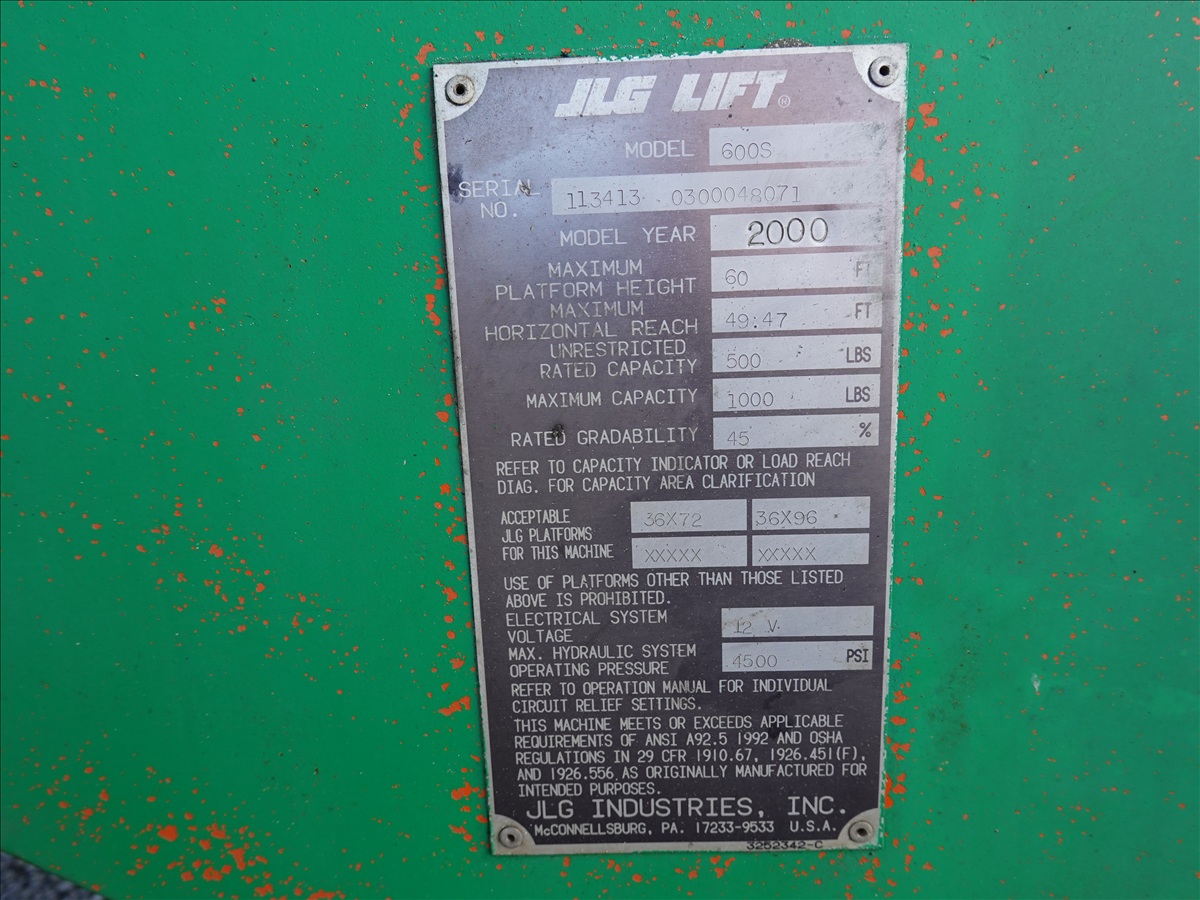 JLG LIFT®
MODEL 600S
SERIAL NO. 113413 0300048071
MODEL YEAR 2000
MAXIMUM PLATFORM HEIGHT 60 FT
MAXIMUM HORIZONTAL REACH 49:47 FT
UNRESTRICTED RATED CAPACITY 500 LBS
MAXIMUM CAPACITY 1000 LBS
RATED GRADABILITY 45 %
REFER TO CAPACITY INDICATOR OR LOAD REACH
DIAG. FOR CAPACITY AREA CLARIFICATION
ACCEPTABLE
JLG PLATFORMS
FOR THIS MACHINE
36X72 36X96
XXXXX XXXXX
USE OF PLATFORMS OTHER THAN THOSE LISTED
ABOVE IS PROHIBITED.
ELECTRICAL SYSTEM
VOLTAGE 12 V
MAX. HYDRAULIC SYSTEM
OPERATING PRESSURE 4500 PSI
REFER TO OPERATION MANUAL FOR INDIVIDUAL
CIRCUIT RELIEF SETTINGS.
THIS MACHINE MEETS OR EXCEEDS APPLICABLE
REQUIREMENTS OF ANSI A92.5 1992 AND OSHA
REGULATIONS IN 29 CFR 1910.67, 1926.451(F),
AND 1926.556 AS ORIGINALLY MANUFACTURED FOR
INTENDED PURPOSES.
JLG INDUSTRIES, INC.
McCONNELLSBURG, PA. 17233-9533 U.S.A.
3252342-C